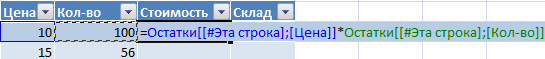 Цена Кол-во Стоимость Склад
10 100 =Остатки[[#Эта строка];[Цена]]*Остатки[[#Эта строка];[Кол-во]]
15 56